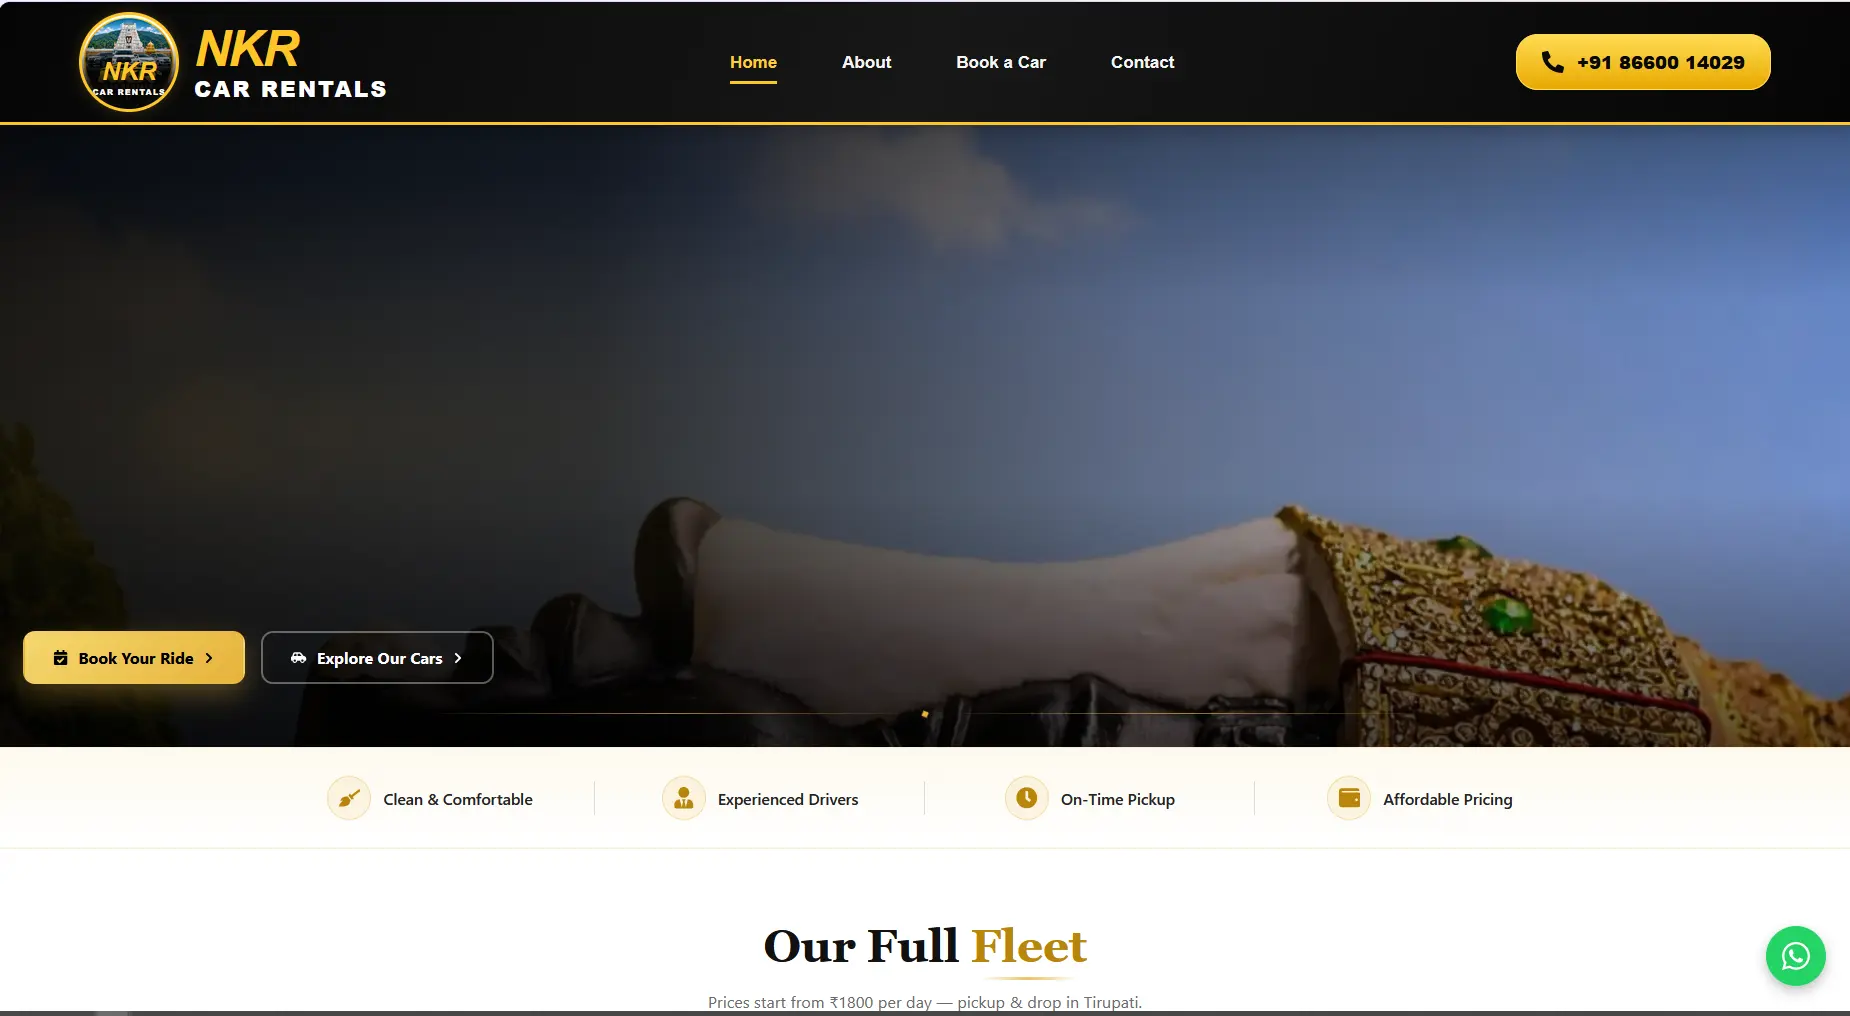 NKR
CAR RENTALS
NKR
CAR RENTALS
Home
About
Book a Car
Contact
+91 86600 14029
Book Your Ride
Explore Our Cars
Clean & Comfortable
Experienced Drivers
On-Time Pickup
Affordable Pricing
Our Full Fleet
Prices start from ₹1800 per day — pickup & drop in Tirupati.